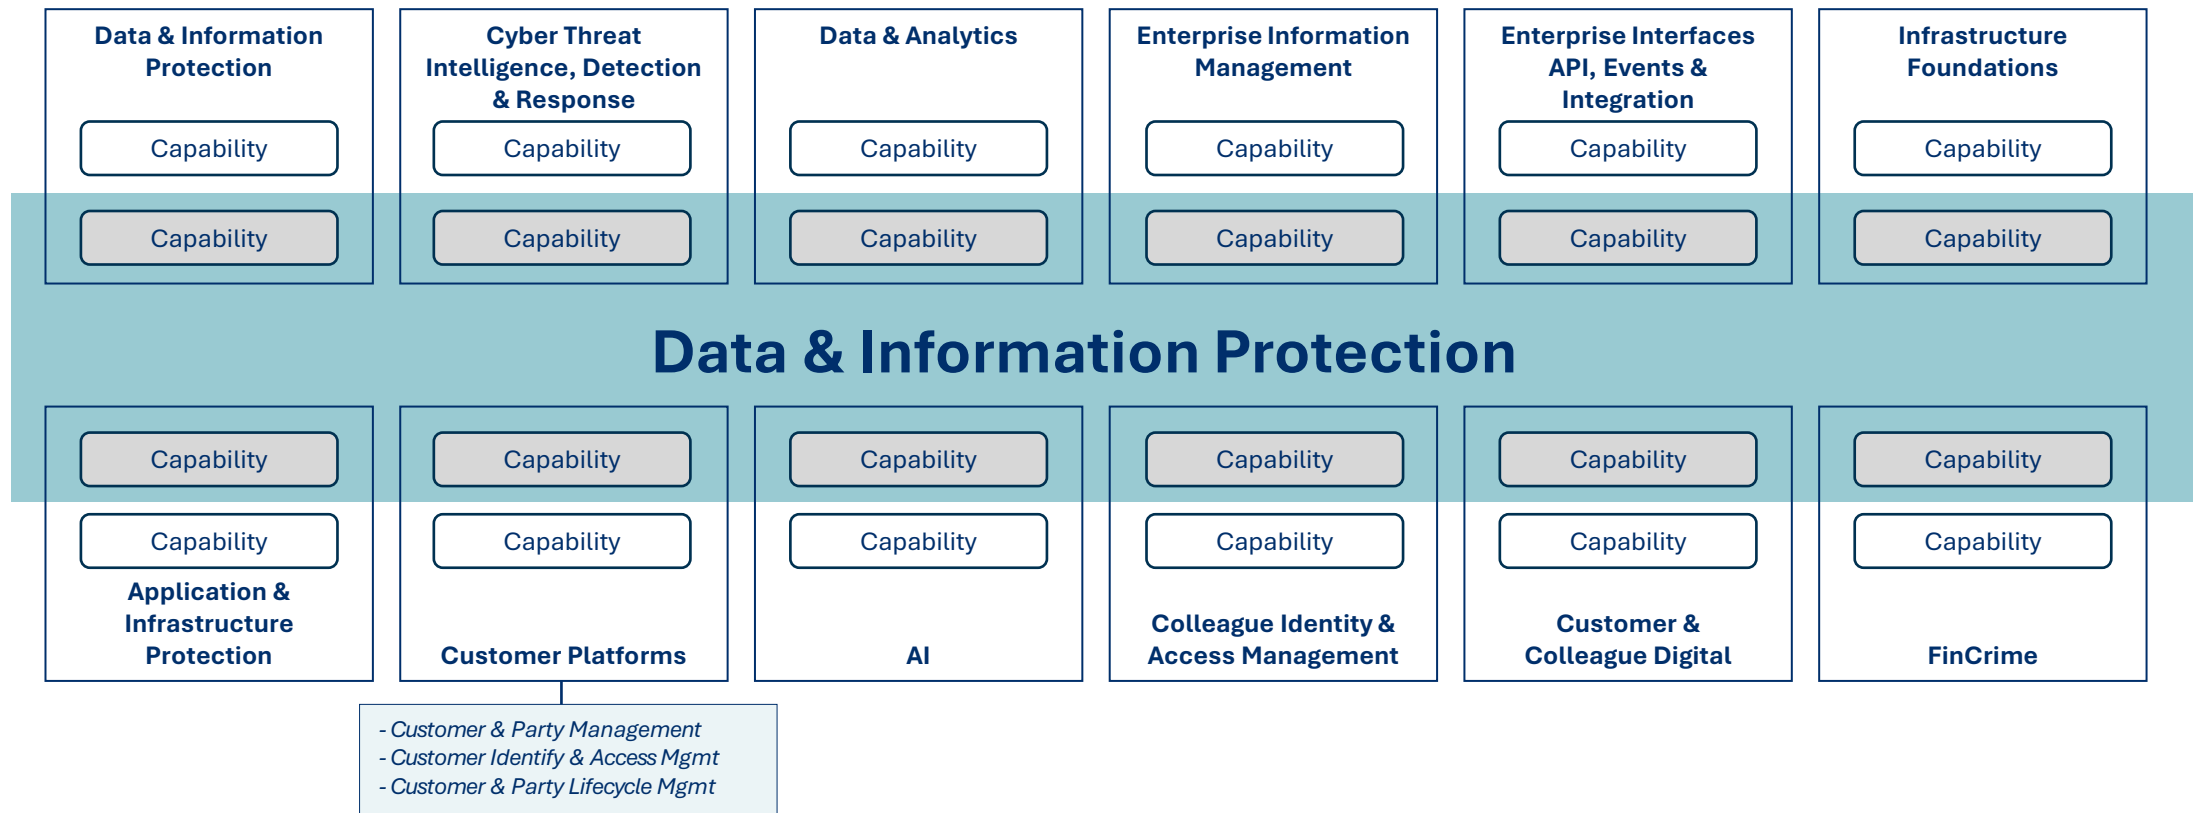 Data & Information
Protection
Cyber Threat
Intelligence, Detection
& Response
Data & Analytics
Enterprise Information
Management
Enterprise Interfaces
API, Events &
Integration
Infrastructure
Foundations
Capability
Capability
Capability
Capability
Capability
Capability
Capability
Capability
Capability
Capability
Capability
Capability
Data & Information Protection
Capability
Capability
Capability
Capability
Capability
Capability
Capability
Capability
Capability
Capability
Capability
Capability
Application &
Infrastructure
Protection
Customer Platforms
AI
Colleague Identity &
Access Management
Customer &
Colleague Digital
FinCrime
- Customer & Party Management
- Customer Identify & Access Mgmt
- Customer & Party Lifecycle Mgmt